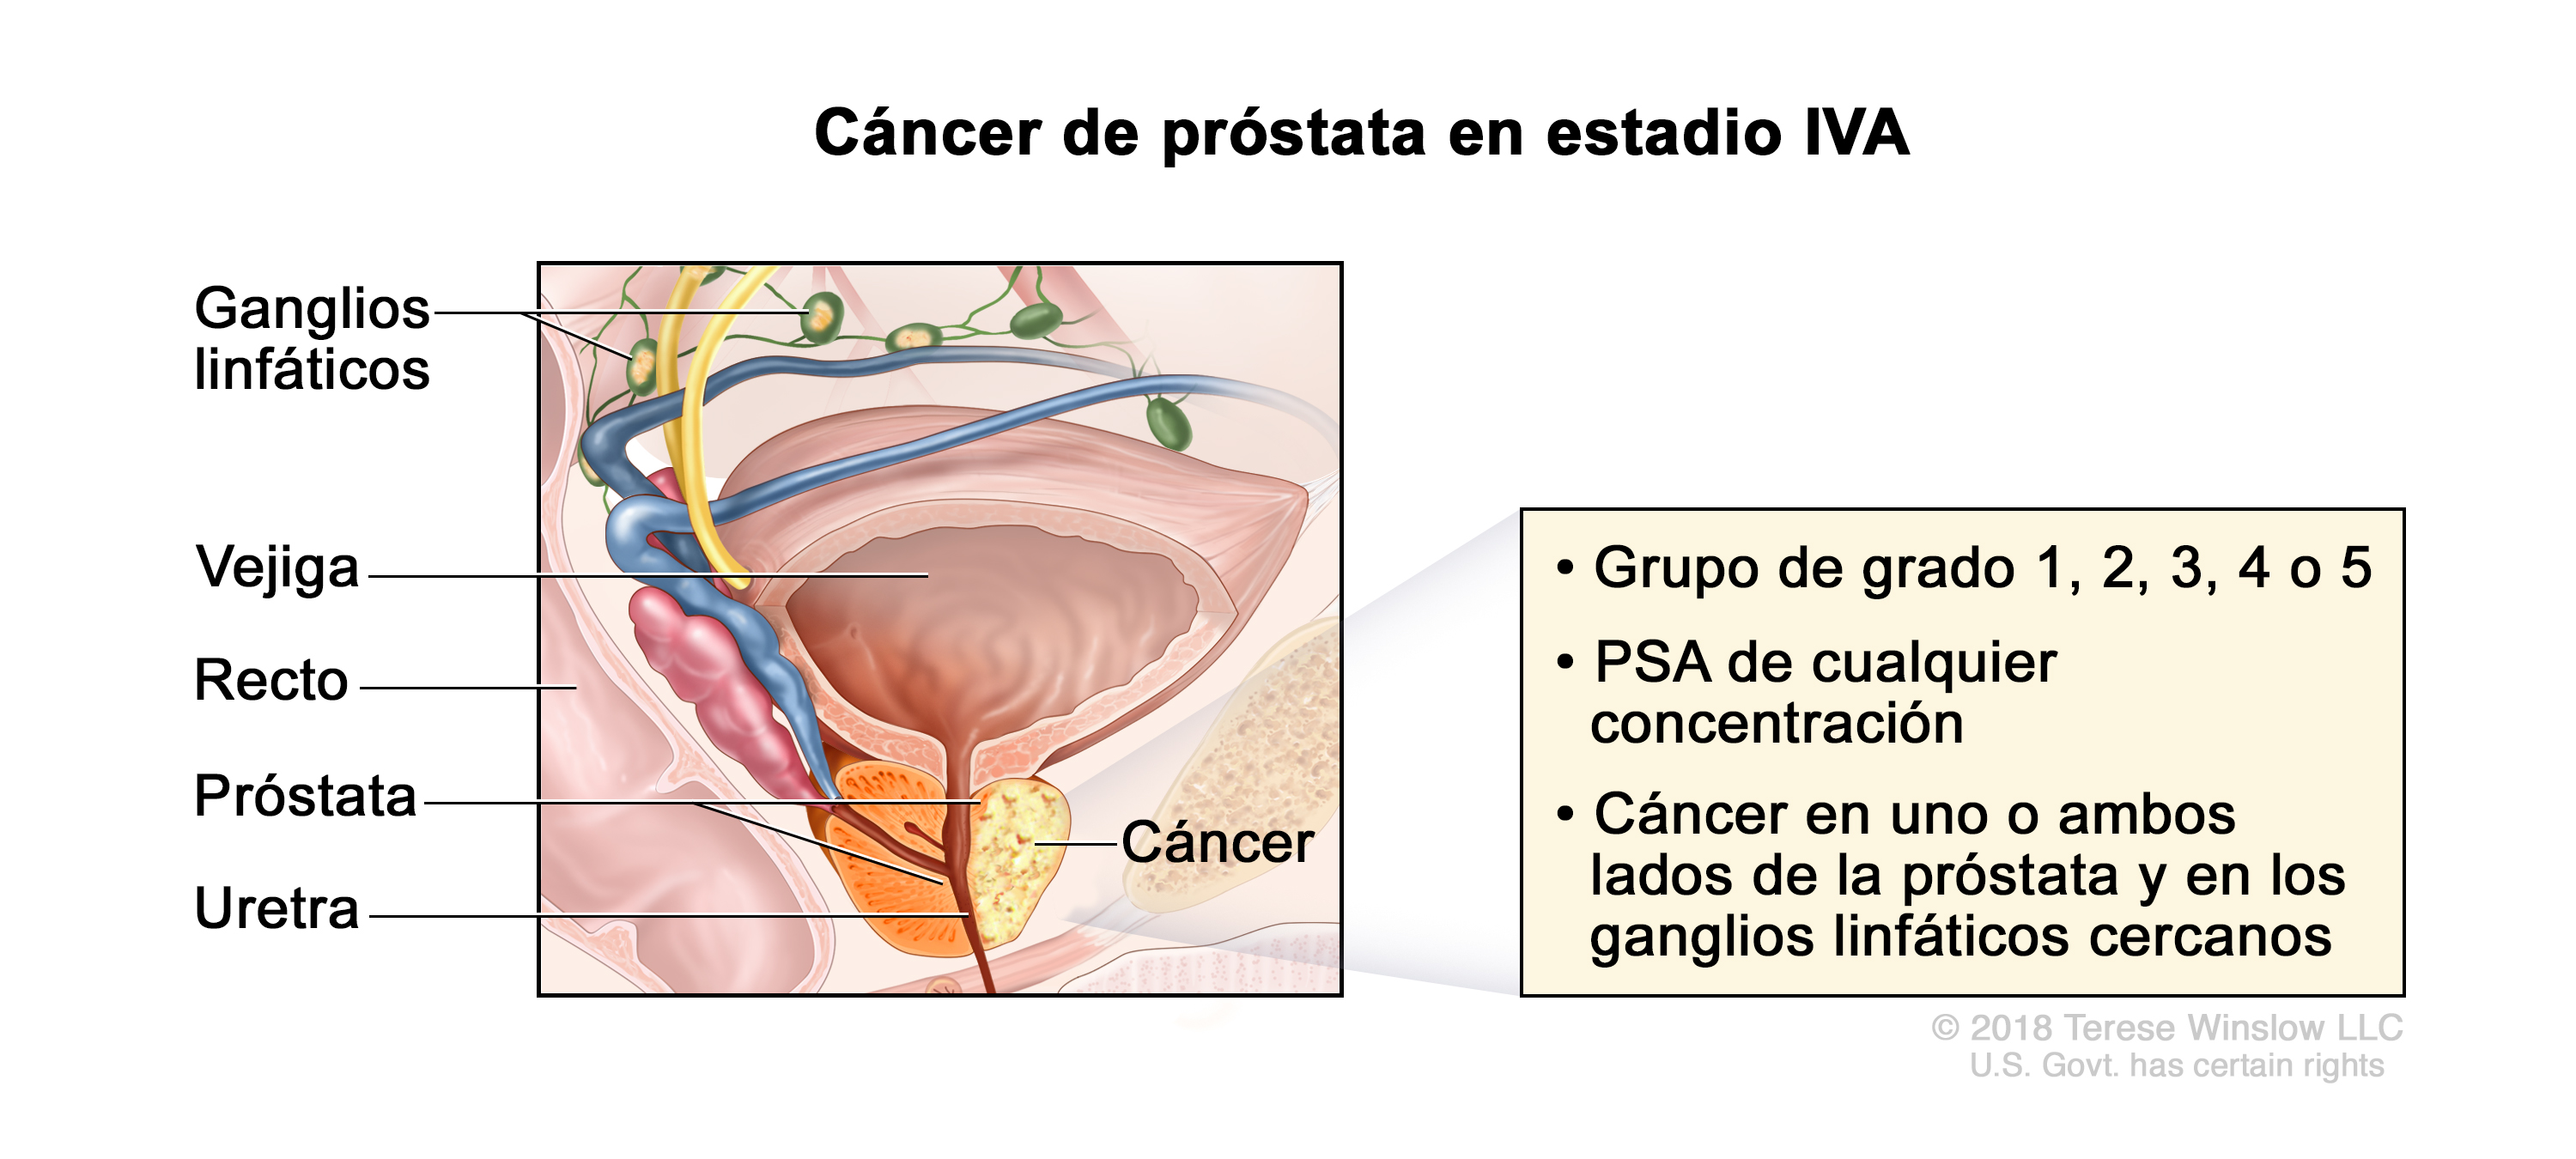 Cáncer de próstata en estadio IVA
Ganglios
linfáticos
Vejiga
Recto
Próstata
Uretra
Cáncer
• Grupo de grado 1, 2, 3, 4 o 5
• PSA de cualquier
concentración
• Cáncer en uno o ambos
lados de la próstata y en los
ganglios linfáticos cercanos
© 2018 Terese Winslow LLC
U.S. Govt. has certain rights